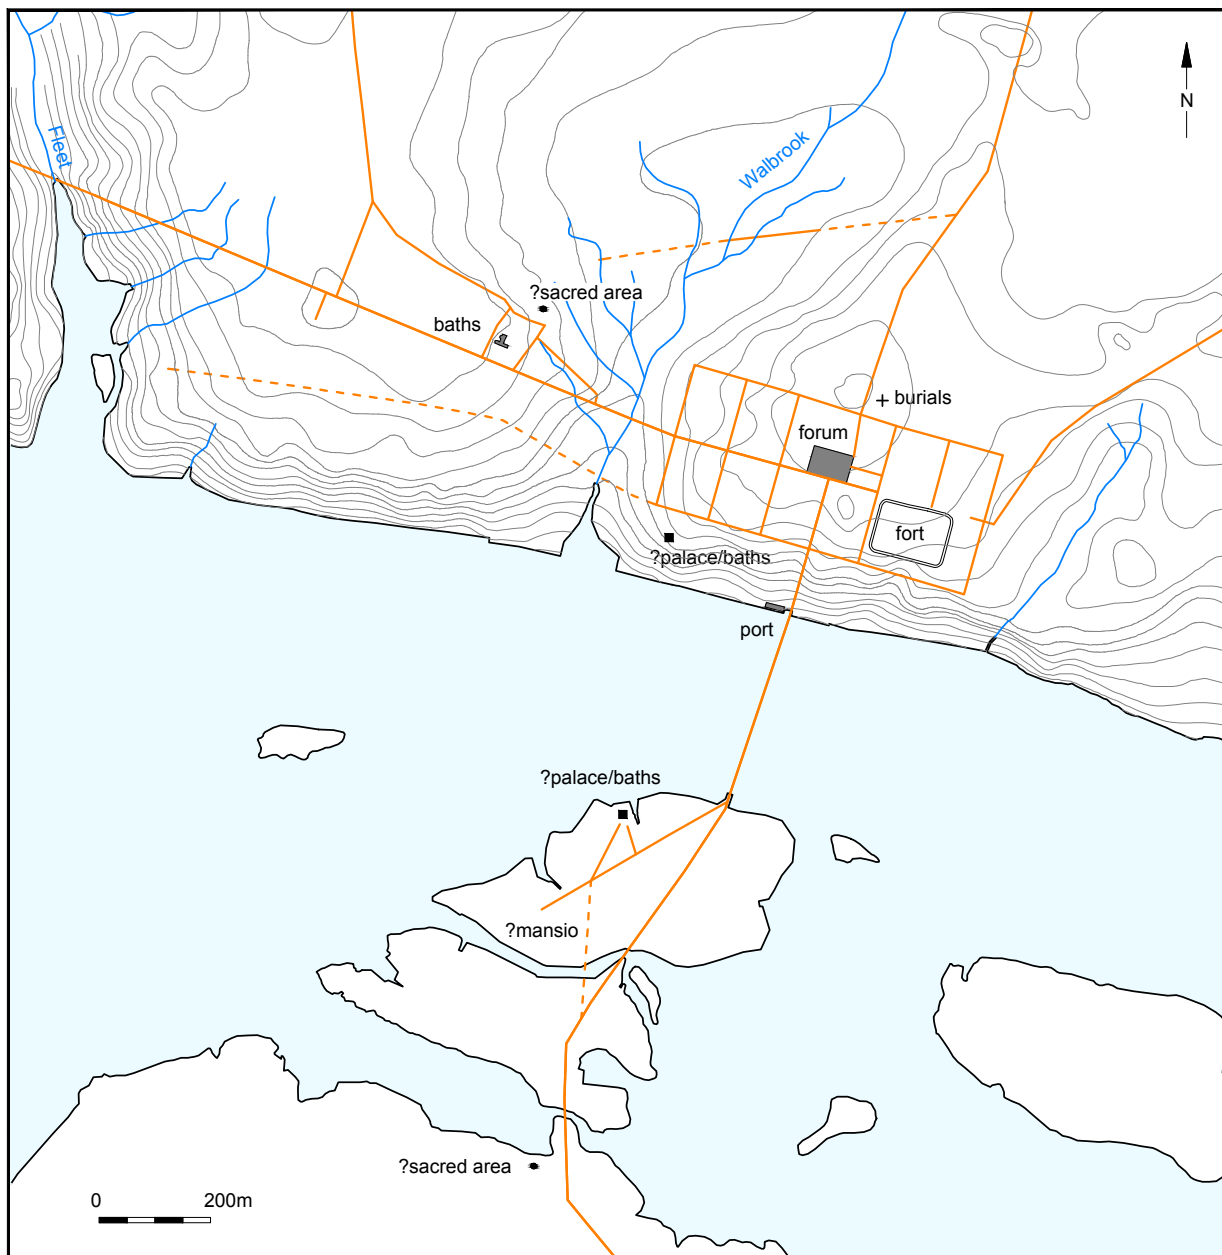 N
Fleet
Walbrook
?sacred area
baths
burials
forum
fort
?palace/baths
port
?palace/baths
?mansio
?sacred area
0 200m